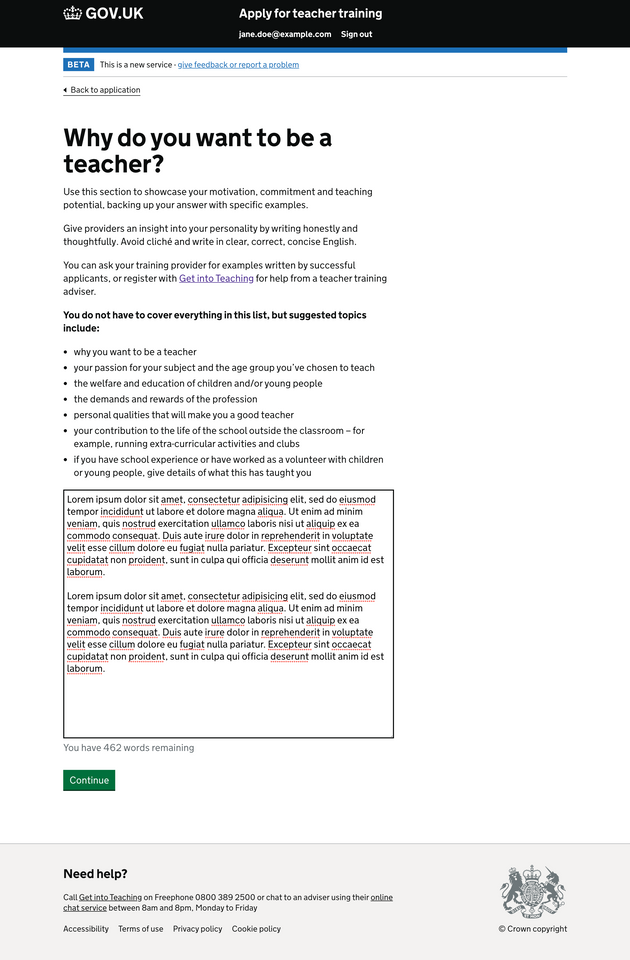 GOV.UK
Apply for teacher training
jane.doe@example.com Sign out
BETA This is a new service - give feedback or report a problem
Back to application
Why do you want to be a
teacher?
Use this section to showcase your motivation, commitment and teaching
potential, backing up your answer with specific examples.
Give providers an insight into your personality by writing honestly and
thoughtfully. Avoid cliché and write in clear, correct, concise English.
You can ask your training provider for examples written by successful
applicants, or register with Get into Teaching for help from a teacher training
adviser.
You do not have to cover everything in this list, but suggested topics
include:
• why you want to be a teacher
• your passion for your subject and the age group you’ve chosen to teach
• the welfare and education of children and/or young people
• the demands and rewards of the profession
• personal qualities that will make you a good teacher
• your contribution to the life of the school outside the classroom – for
example, running extra-curricular activities and clubs
• if you have school experience or have worked as a volunteer with children
or young people, give details of what this has taught you
Lorem ipsum dolor sit amet, consectetur adipisicing elit, sed do eiusmod
tempor incididunt ut labore et dolore magna aliqua. Ut enim ad minim
veniam, quis nostrud exercitation ullamco laboris nisi ut aliquip ex ea
commodo consequat. Duis aute irure dolor in reprehenderit in voluptate
velit esse cillum dolore eu fugiat nulla pariatur. Excepteur sint occaecat
cupidatat non proident, sunt in culpa qui officia deserunt mollit anim id est
laborum.
Lorem ipsum dolor sit amet, consectetur adipisicing elit, sed do eiusmod
tempor incididunt ut labore et dolore magna aliqua. Ut enim ad minim
veniam, quis nostrud exercitation ullamco laboris nisi ut aliquip ex ea
commodo consequat. Duis aute irure dolor in reprehenderit in voluptate
velit esse cillum dolore eu fugiat nulla pariatur. Excepteur sint occaecat
cupidatat non proident, sunt in culpa qui officia deserunt mollit anim id est
laborum.
You have 462 words remaining
Continue
Need help?
Call Get into Teaching on Freephone 0800 389 2500 or chat to an adviser using their online
chat service between 8am and 8pm, Monday to Friday
Accessibility Terms of use Privacy policy Cookie policy
© Crown copyright